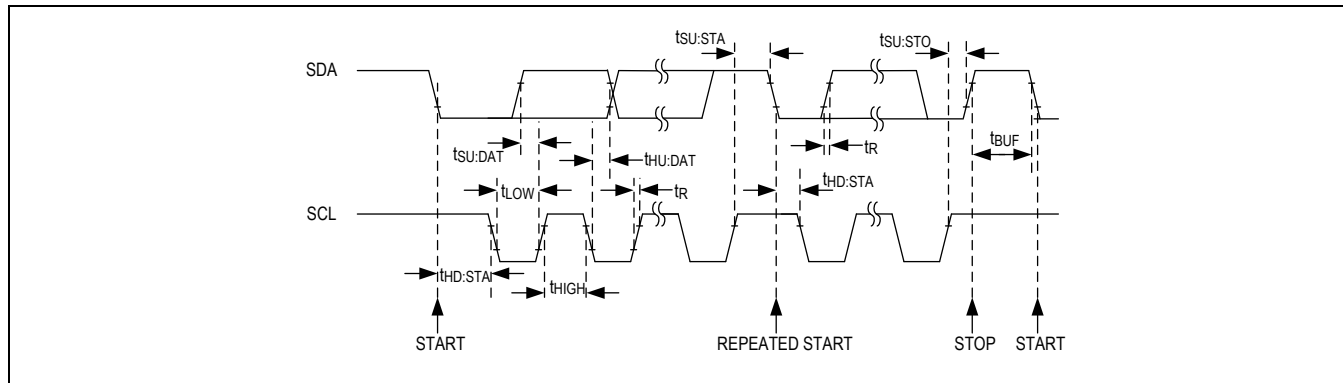 tSU:STA
tSU:STO
SDA
tSU:DAT
tHU:DAT
tR
tBUF
tLOW
tR
tHD:STA
SCL
tHD:STA
tHIGH
START
REPEATED START
STOP
START